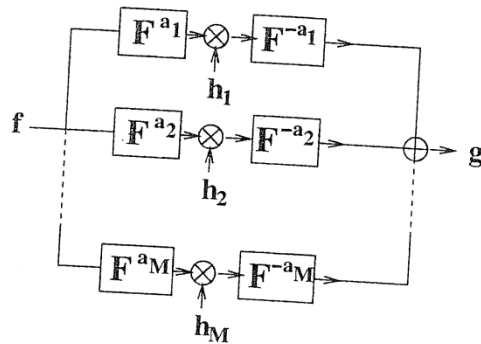 F^a1 ⊗ F^-a1
h1
f F^a2 ⊗ F^-a2 ⊕ g
h2
F^aM ⊗ F^-aM
hM